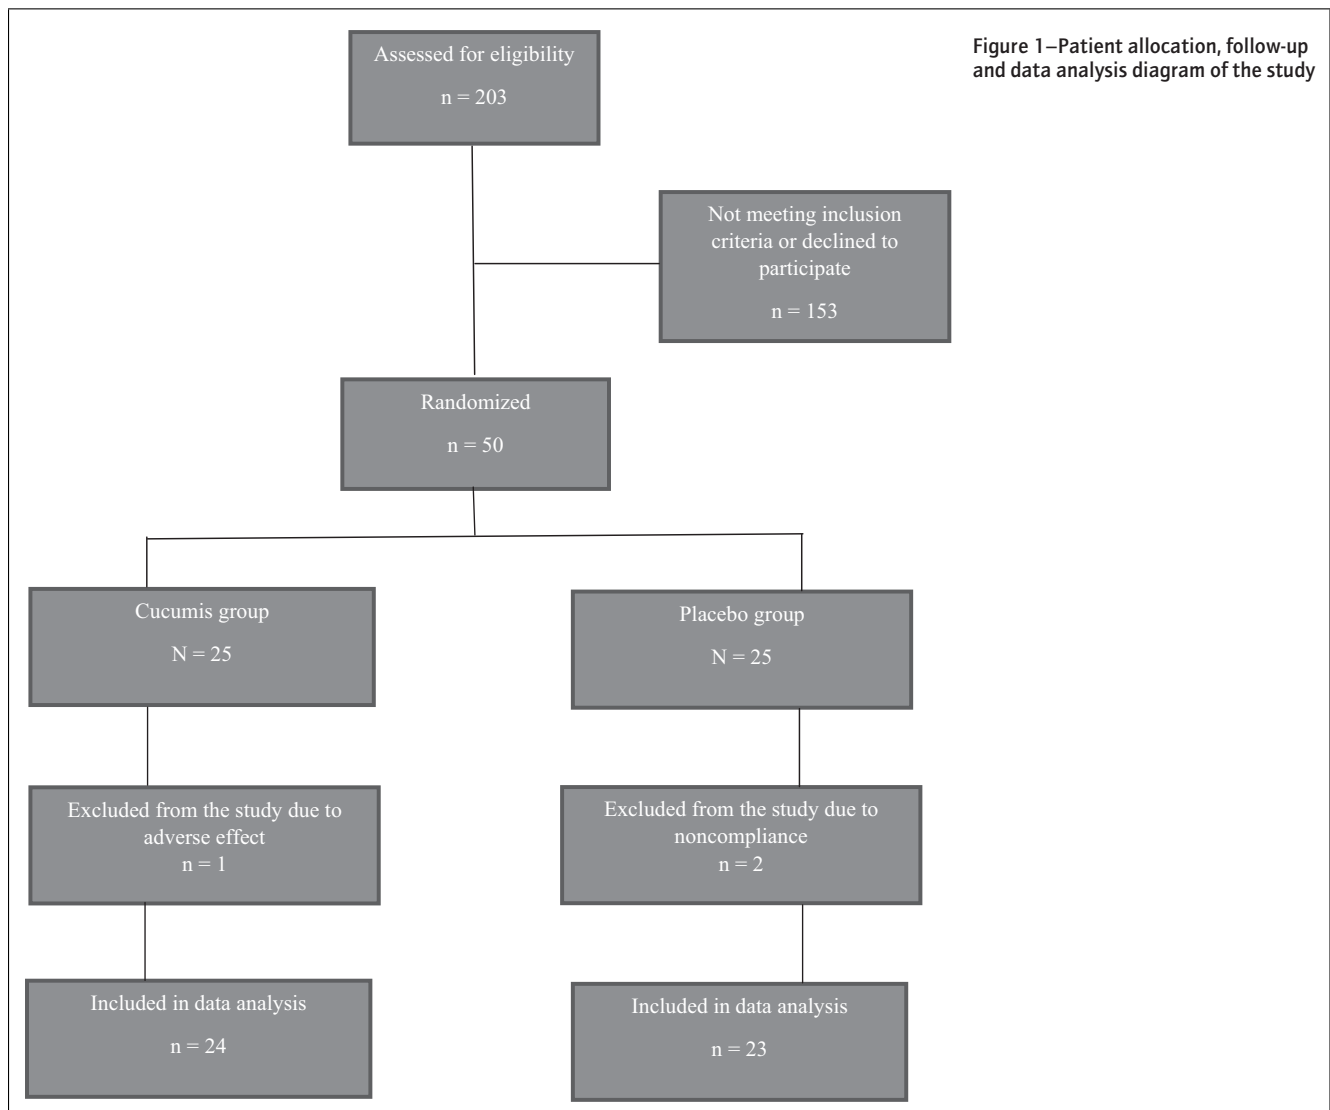 Figure 1–Patient allocation, follow-up
and data analysis diagram of the study
Assessed for eligibility
n = 203
Not meeting inclusion
criteria or declined to
participate
n = 153
Randomized
n = 50
Cucumis group
N = 25
Placebo group
N = 25
Excluded from the study due to
adverse effect
n = 1
Excluded from the study due to
noncompliance
n = 2
Included in data analysis
n = 24
Included in data analysis
n = 23